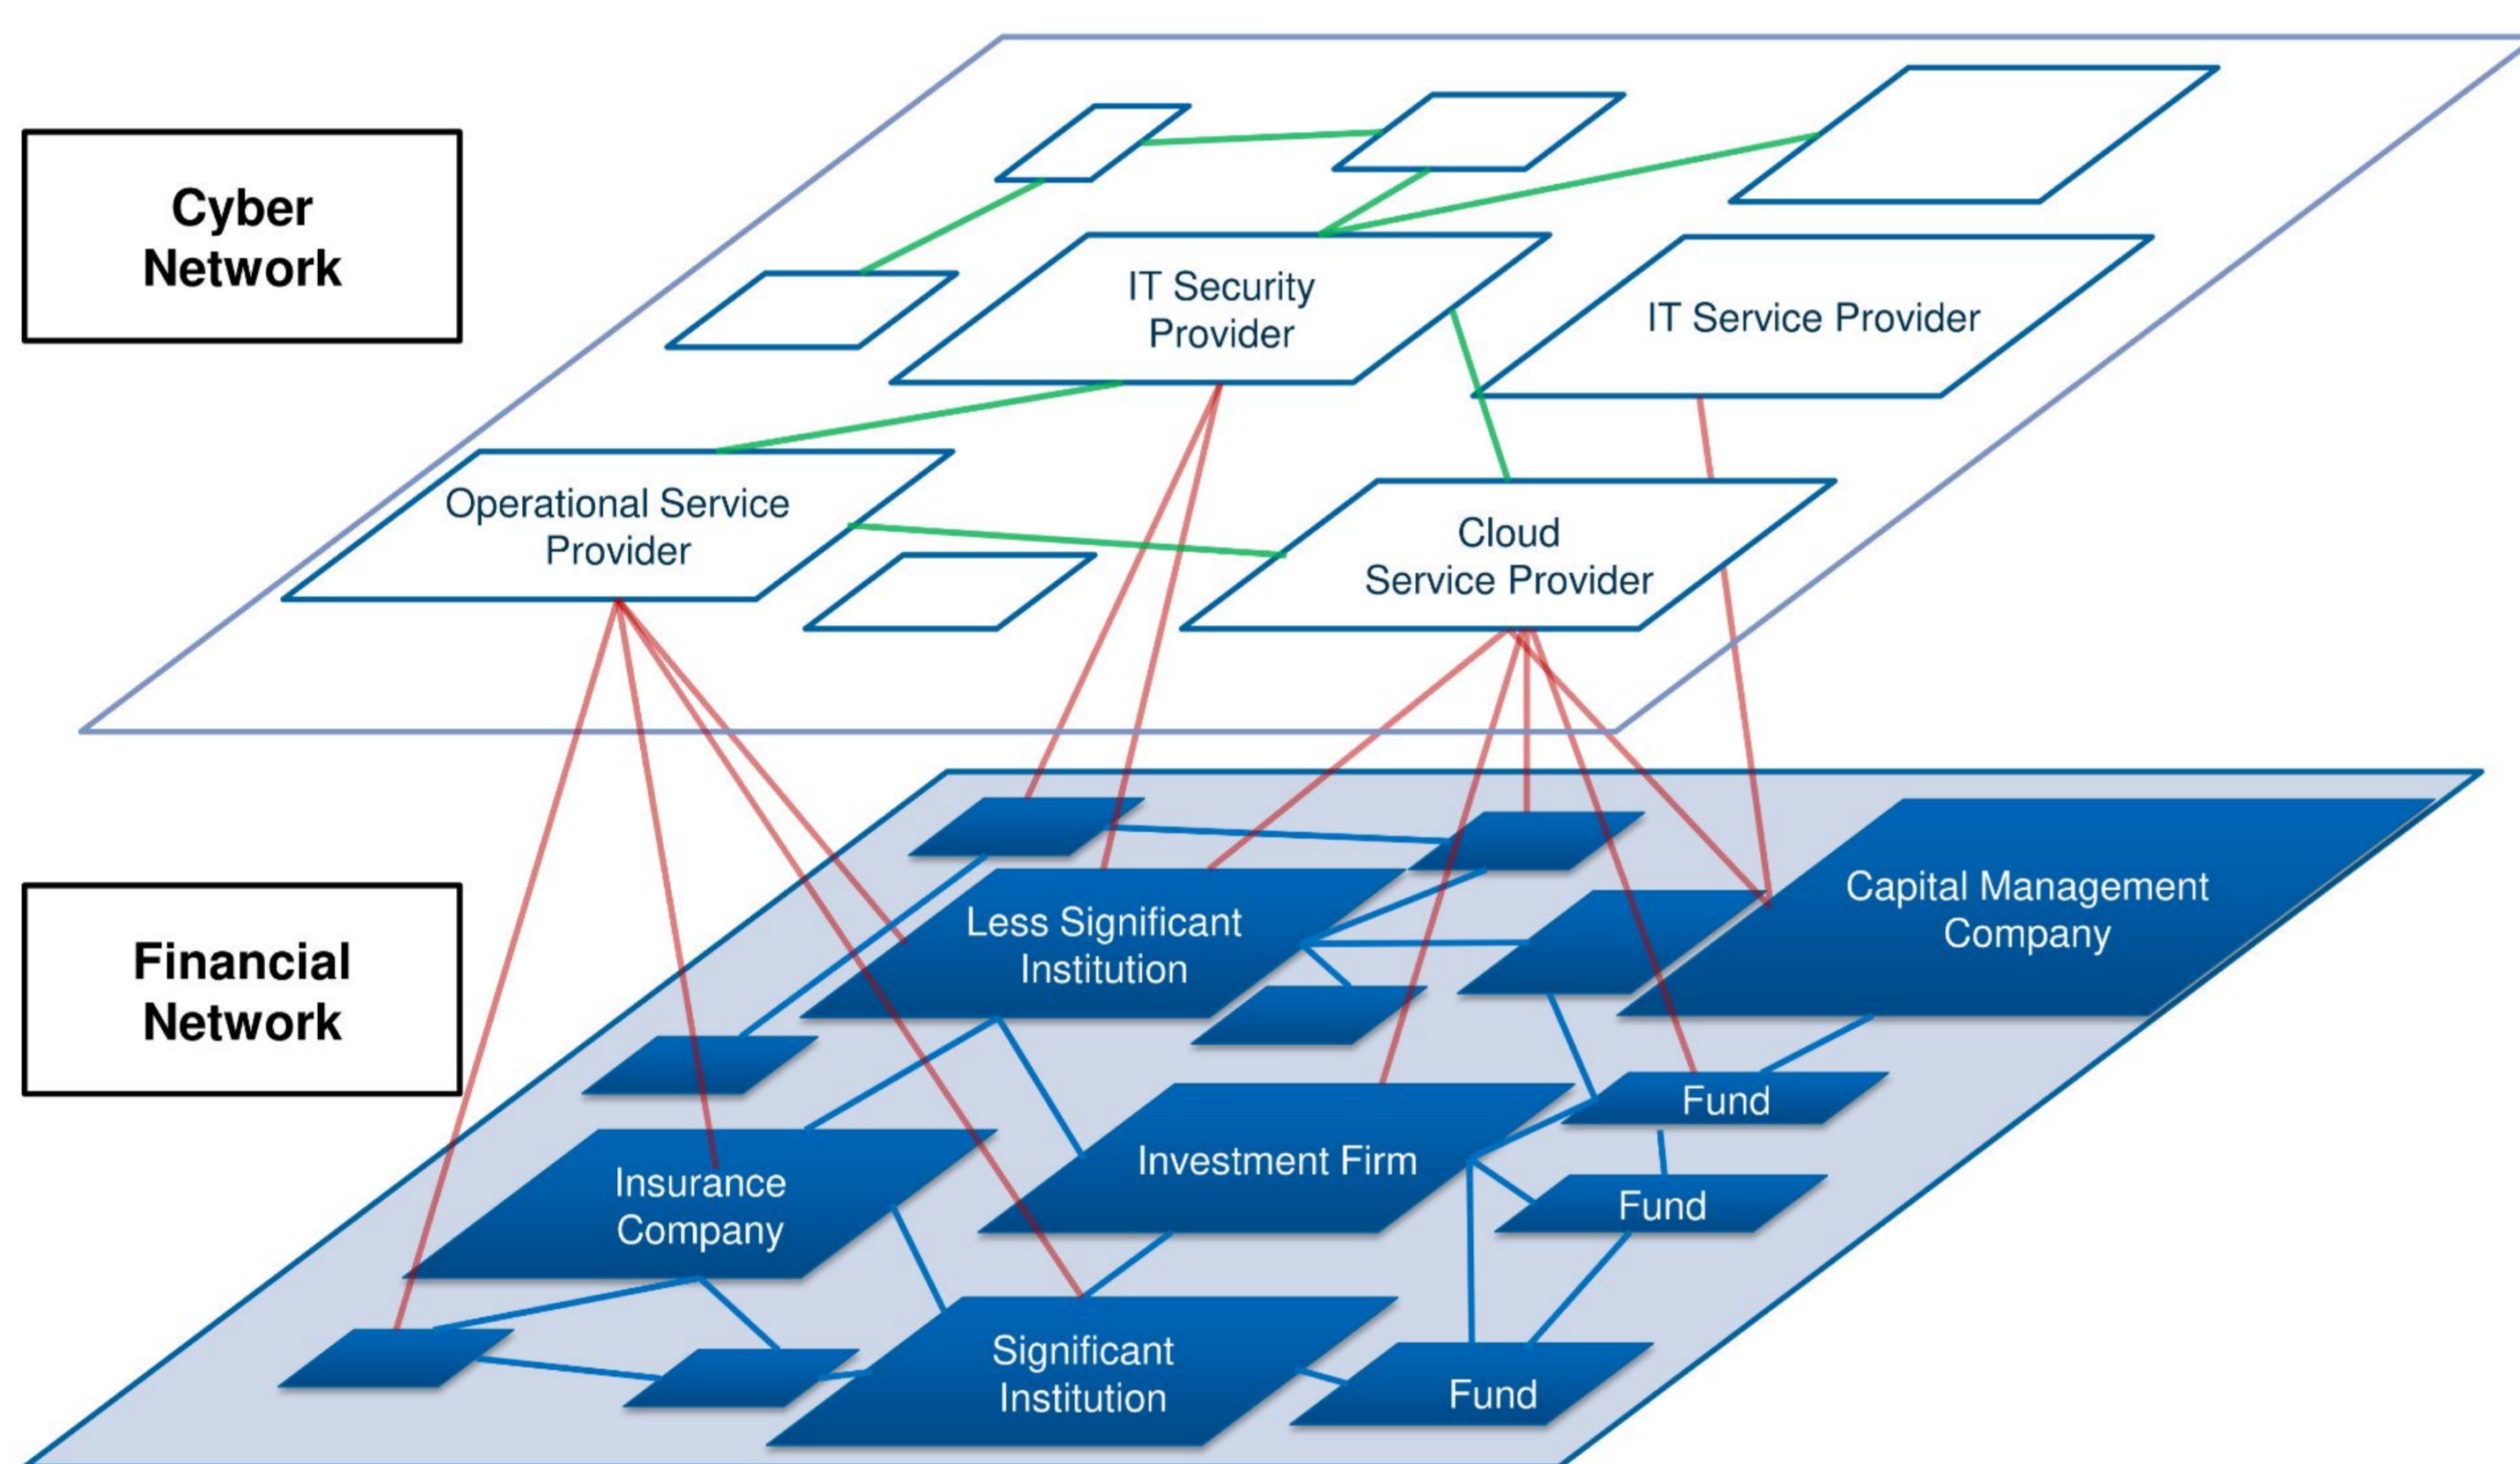 Cyber
Network
IT Security
Provider
IT Service Provider
Operational Service
Provider
Cloud
Service Provider
Financial
Network
Less Significant
Institution
Capital Management
Company
Fund
Investment Firm
Insurance
Company
Fund
Significant
Institution
Fund